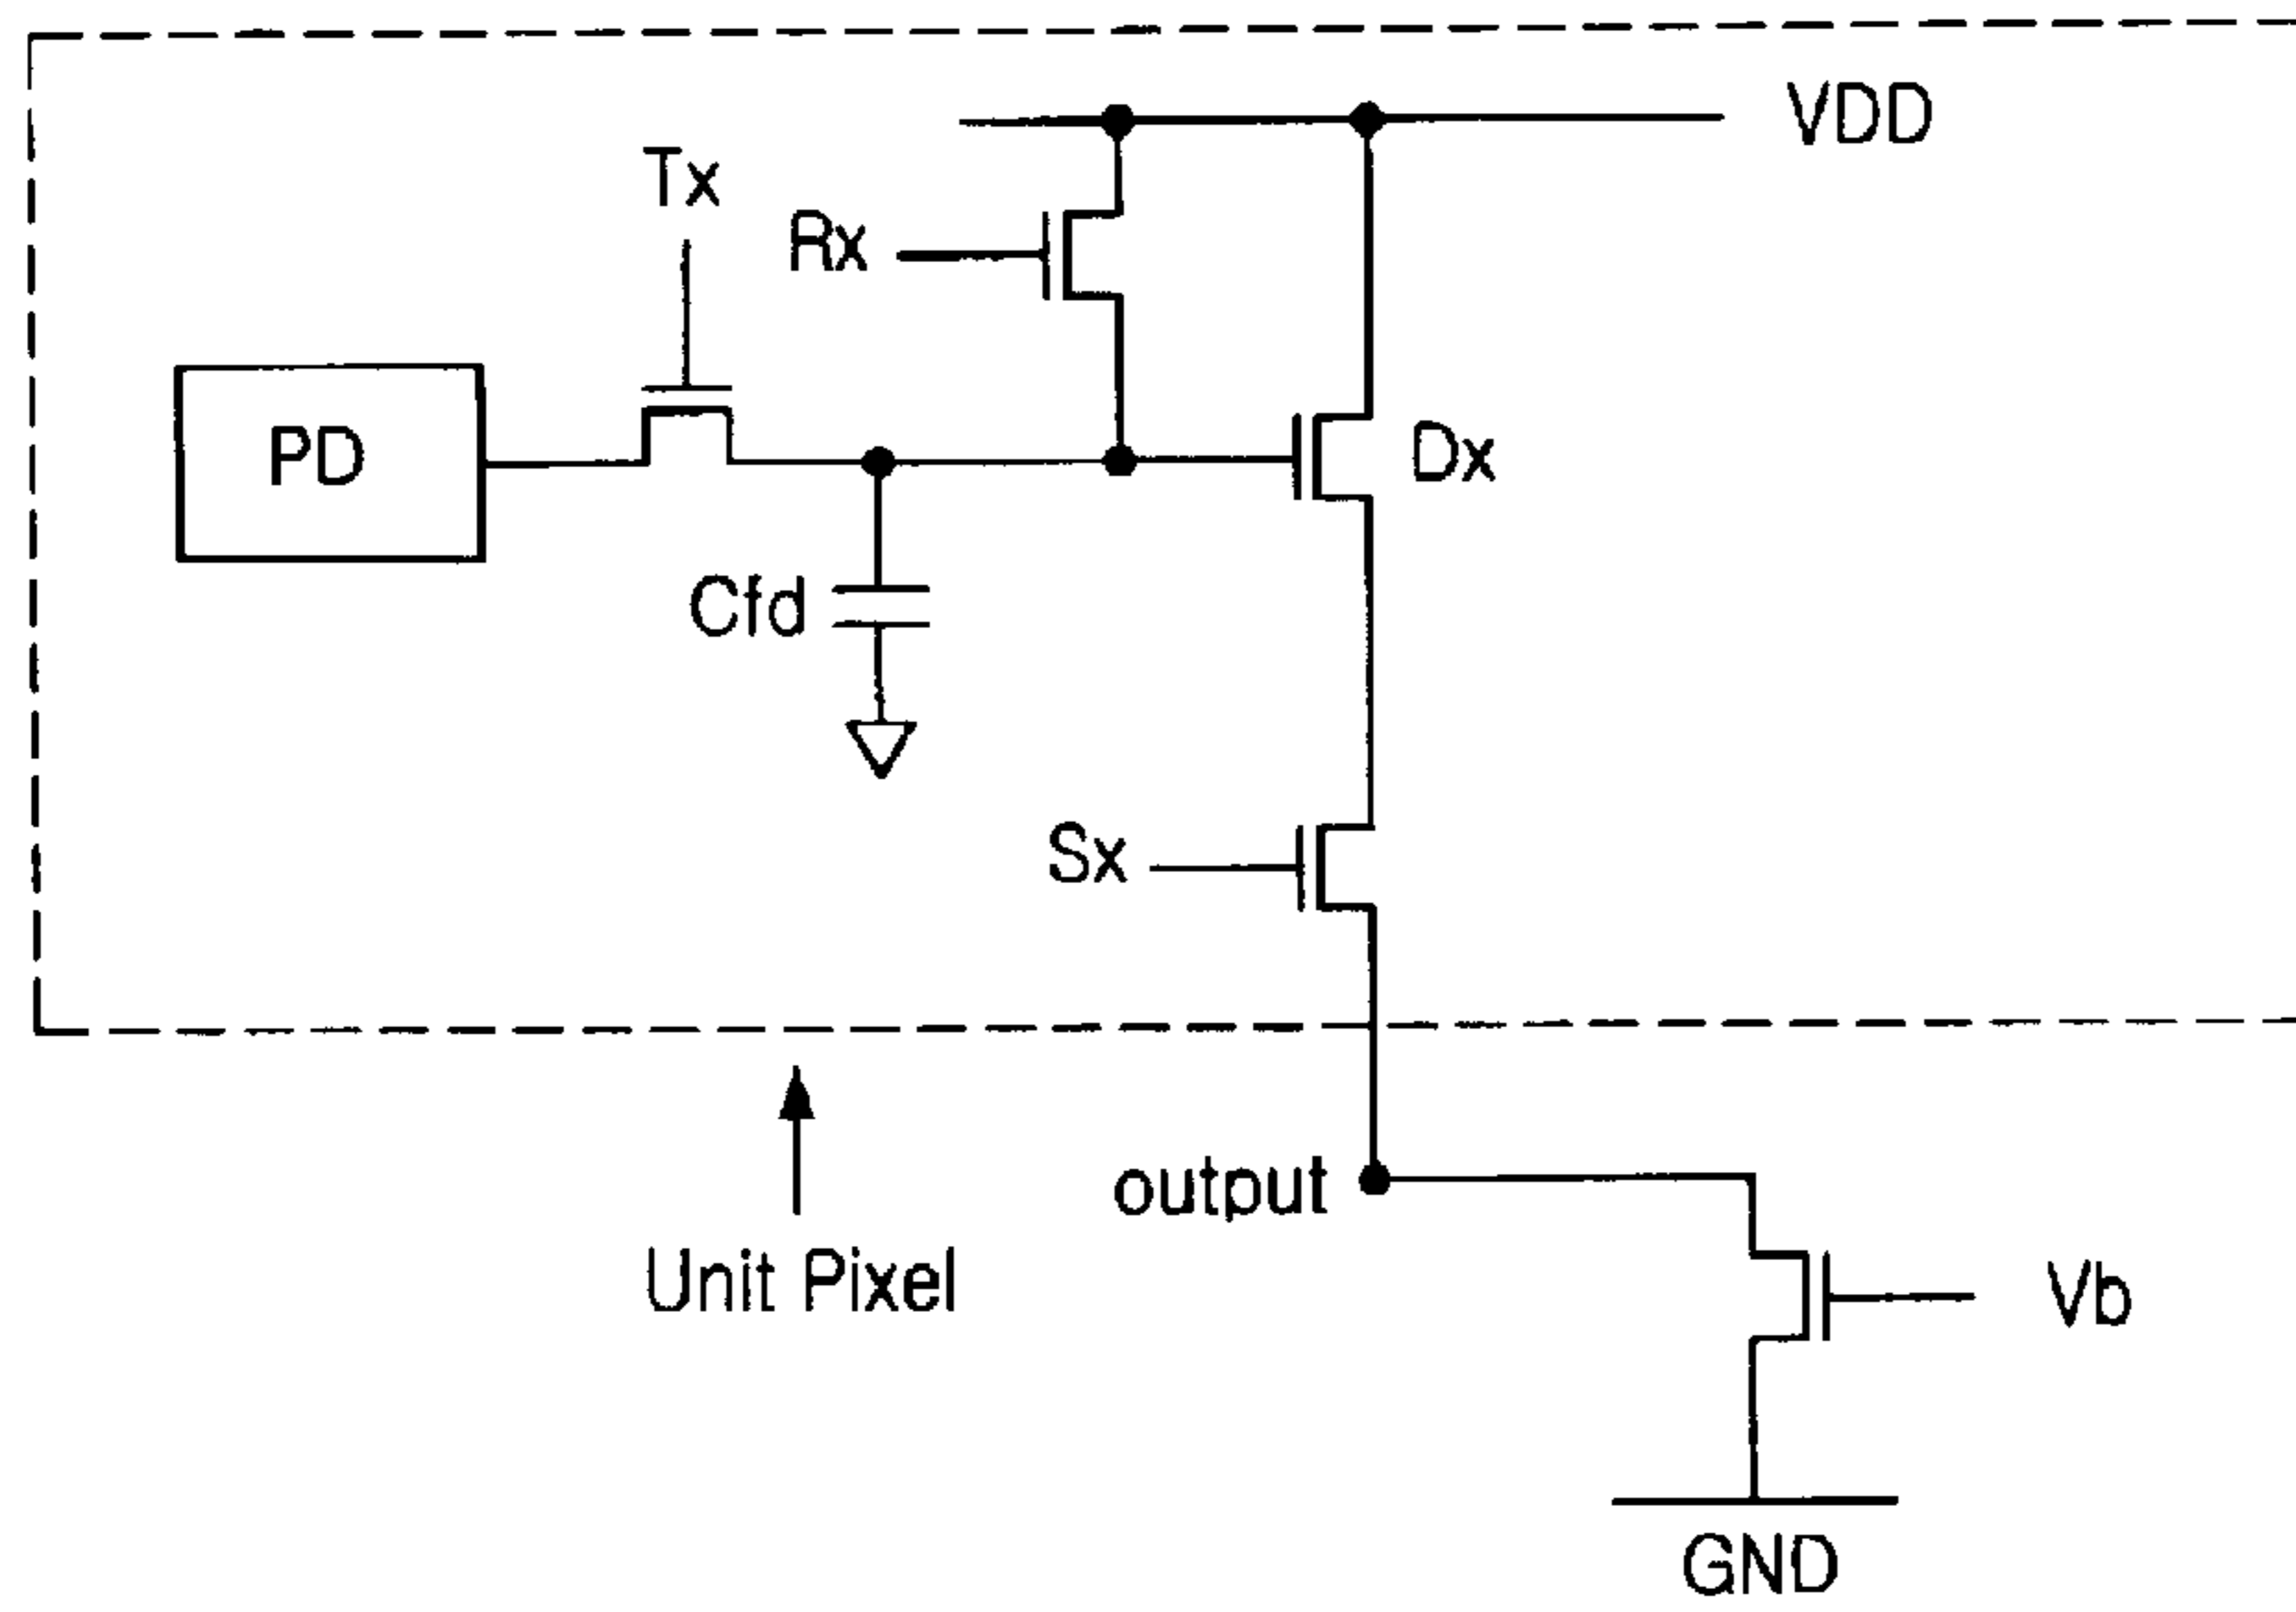 VDD
Tx
Rx
PD
Dx
Cfd
Sx
output
Unit Pixel
Vb
GND